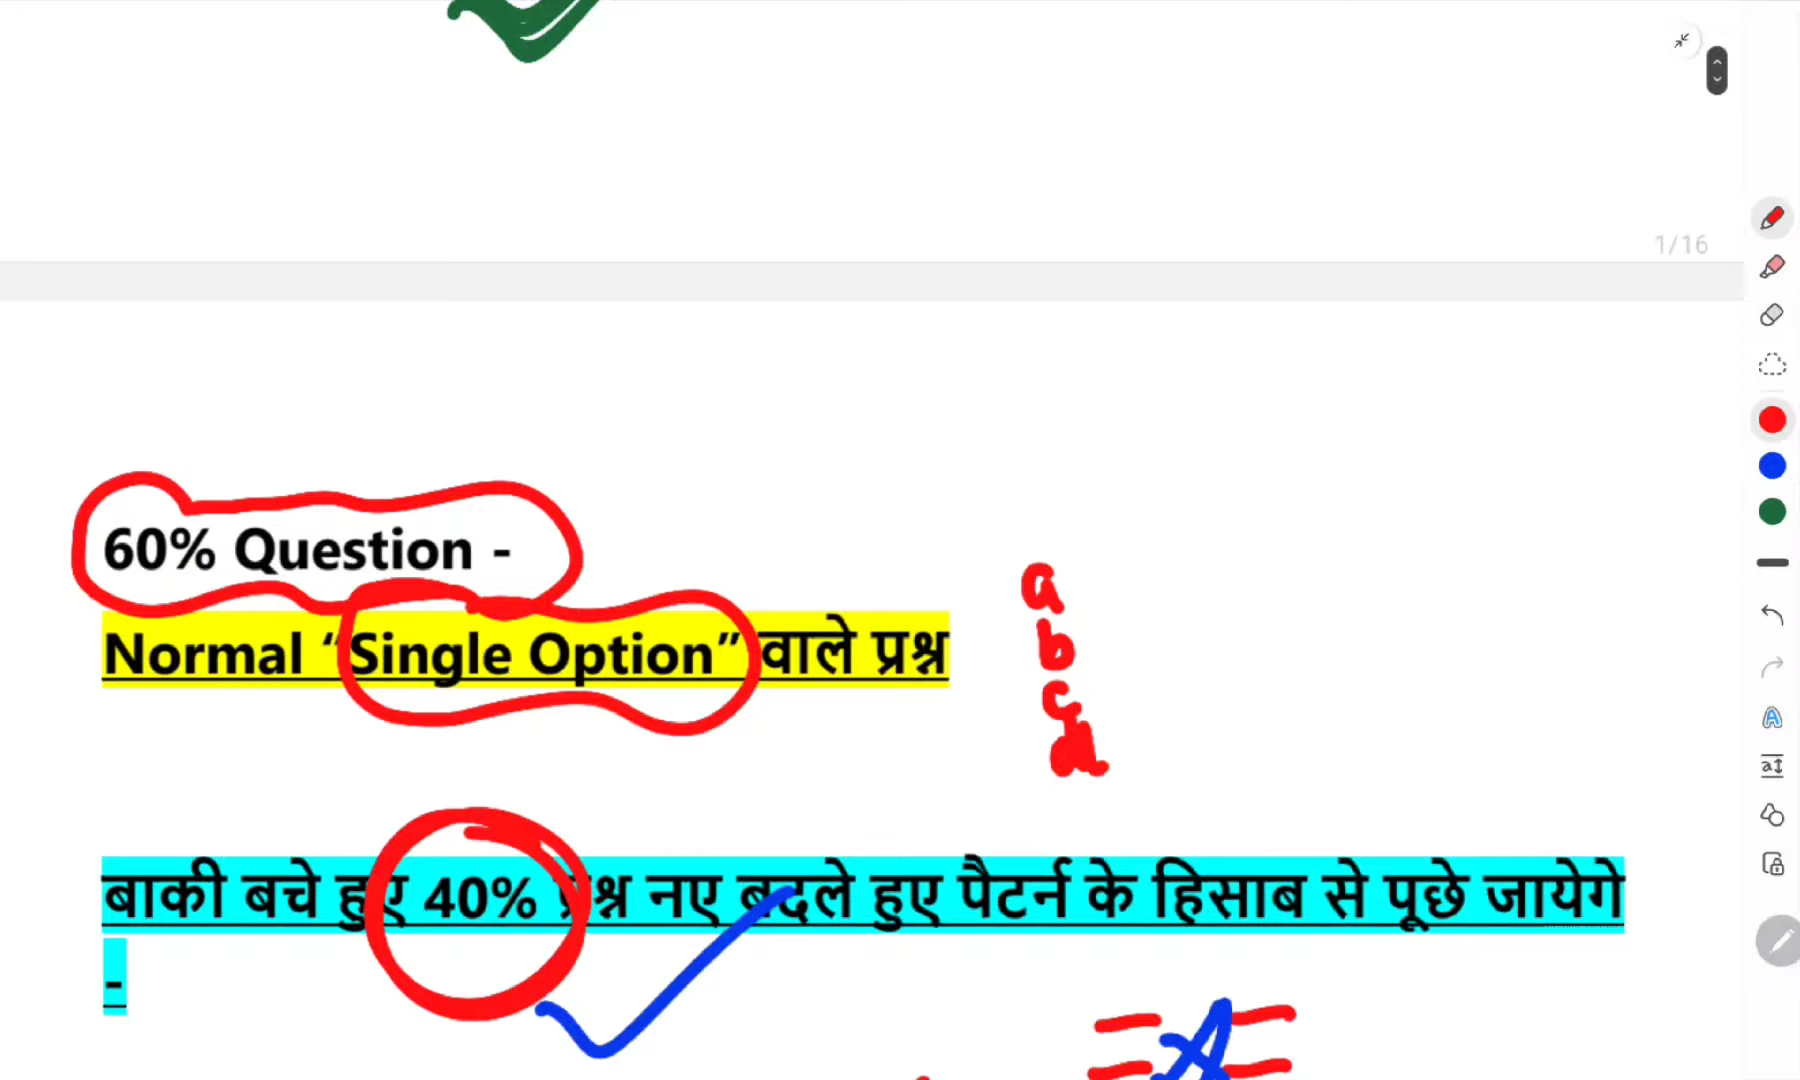 1/16
60% Question -
Normal “Single Option” वाले प्रश्न
a
b
c
d
बाकी बचे हुए 40% प्रश्न नए बदले हुए पैटर्न के हिसाब से पूछे जायेगे
-